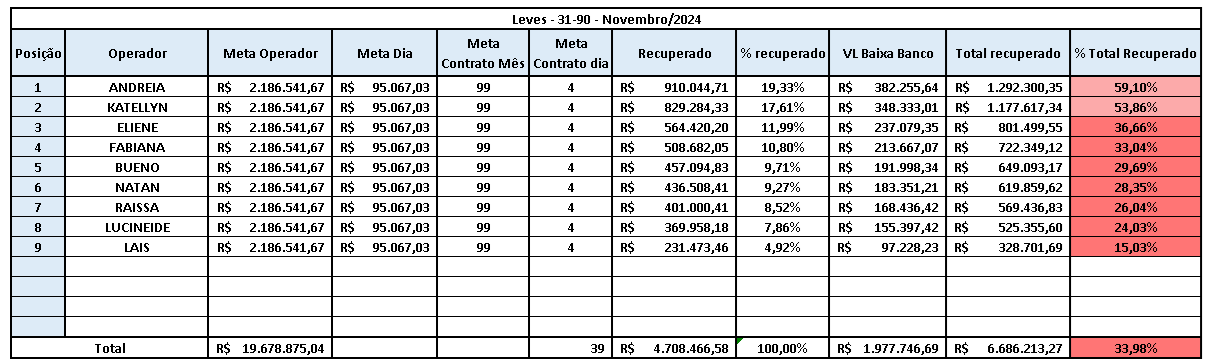 Leves - 31-90 - Novembro/2024
Posição Operador Meta Operador Meta Dia Meta Contrato Mês Meta Contrato dia Recuperado % recuperado VL Baixa Banco Total recuperado % Total Recuperado
1 ANDREIA R$ 2.186.541,67 R$ 95.067,03 99 4 R$ 910.044,71 19,33% R$ 382.255,64 R$ 1.292.300,35 59,10%
2 KATELLYN R$ 2.186.541,67 R$ 95.067,03 99 4 R$ 829.284,33 17,61% R$ 348.333,01 R$ 1.177.617,34 53,86%
3 ELIENE R$ 2.186.541,67 R$ 95.067,03 99 4 R$ 564.420,20 11,99% R$ 237.079,35 R$ 801.499,55 36,66%
4 FABIANA R$ 2.186.541,67 R$ 95.067,03 99 4 R$ 508.682,05 10,80% R$ 213.667,07 R$ 722.349,12 33,04%
5 BUENO R$ 2.186.541,67 R$ 95.067,03 99 4 R$ 457.094,83 9,71% R$ 191.998,34 R$ 649.093,17 29,69%
6 NATAN R$ 2.186.541,67 R$ 95.067,03 99 4 R$ 436.508,41 9,27% R$ 183.351,21 R$ 619.859,62 28,35%
7 RAISSA R$ 2.186.541,67 R$ 95.067,03 99 4 R$ 401.000,41 8,52% R$ 168.436,42 R$ 569.436,83 26,04%
8 LUCINEIDE R$ 2.186.541,67 R$ 95.067,03 99 4 R$ 369.958,18 7,86% R$ 155.397,42 R$ 525.355,60 24,03%
9 LAIS R$ 2.186.541,67 R$ 95.067,03 99 4 R$ 231.473,46 4,92% R$ 97.228,23 R$ 328.701,69 15,03%
Total R$ 19.678.875,04 39 R$ 4.708.466,58 100,00% R$ 1.977.746,69 R$ 6.686.213,27 33,98%